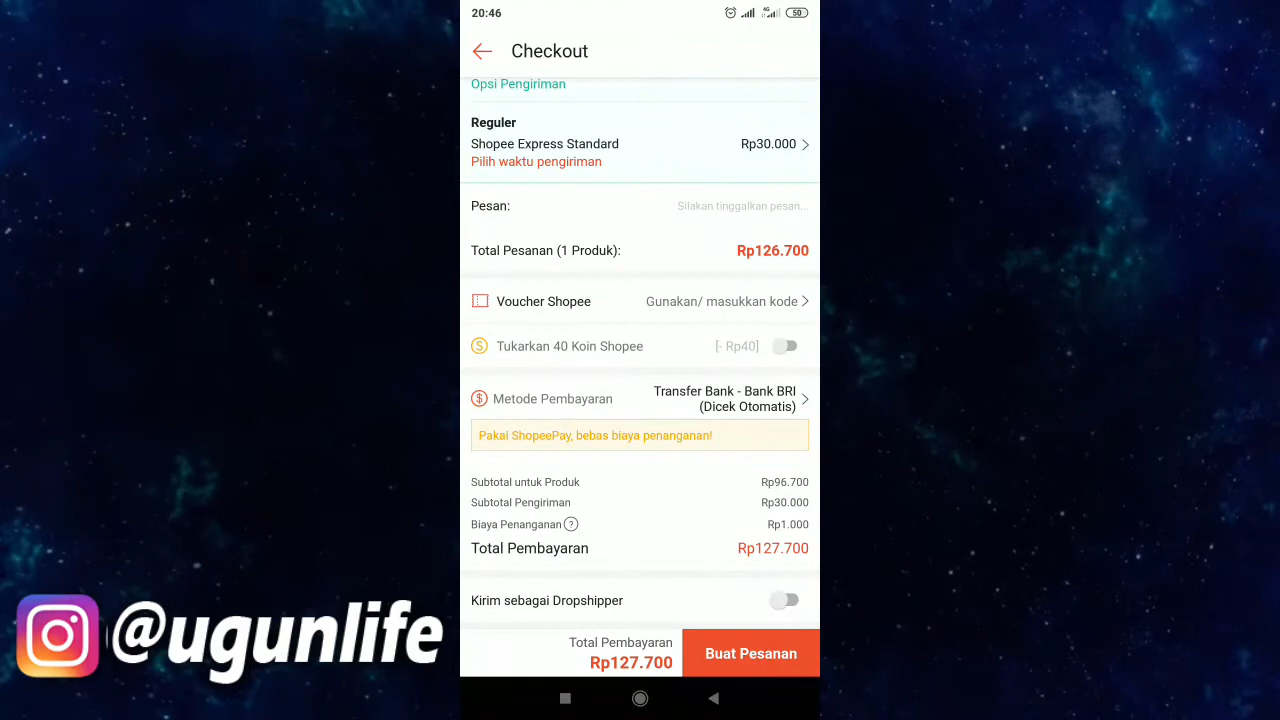 20:46
4G
50
Checkout
Opsi Pengiriman
Reguler
Shopee Express Standard Rp30.000
Pilih waktu pengiriman
Pesan: Silakan tinggalkan pesan...
Total Pesanan (1 Produk): Rp126.700
Voucher Shopee Gunakan/ masukkan kode
S Tukarkan 40 Koin Shopee [- Rp40]
$ Metode Pembayaran Transfer Bank - Bank BRI
(Dicek Otomatis)
Pakai ShopeePay, bebas biaya penanganan!
Subtotal untuk Produk Rp96.700
Subtotal Pengiriman Rp30.000
Biaya Penanganan ? Rp1.000
Total Pembayaran Rp127.700
Kirim sebagai Dropshipper
Total Pembayaran
Rp127.700
Buat Pesanan
@ugunlife